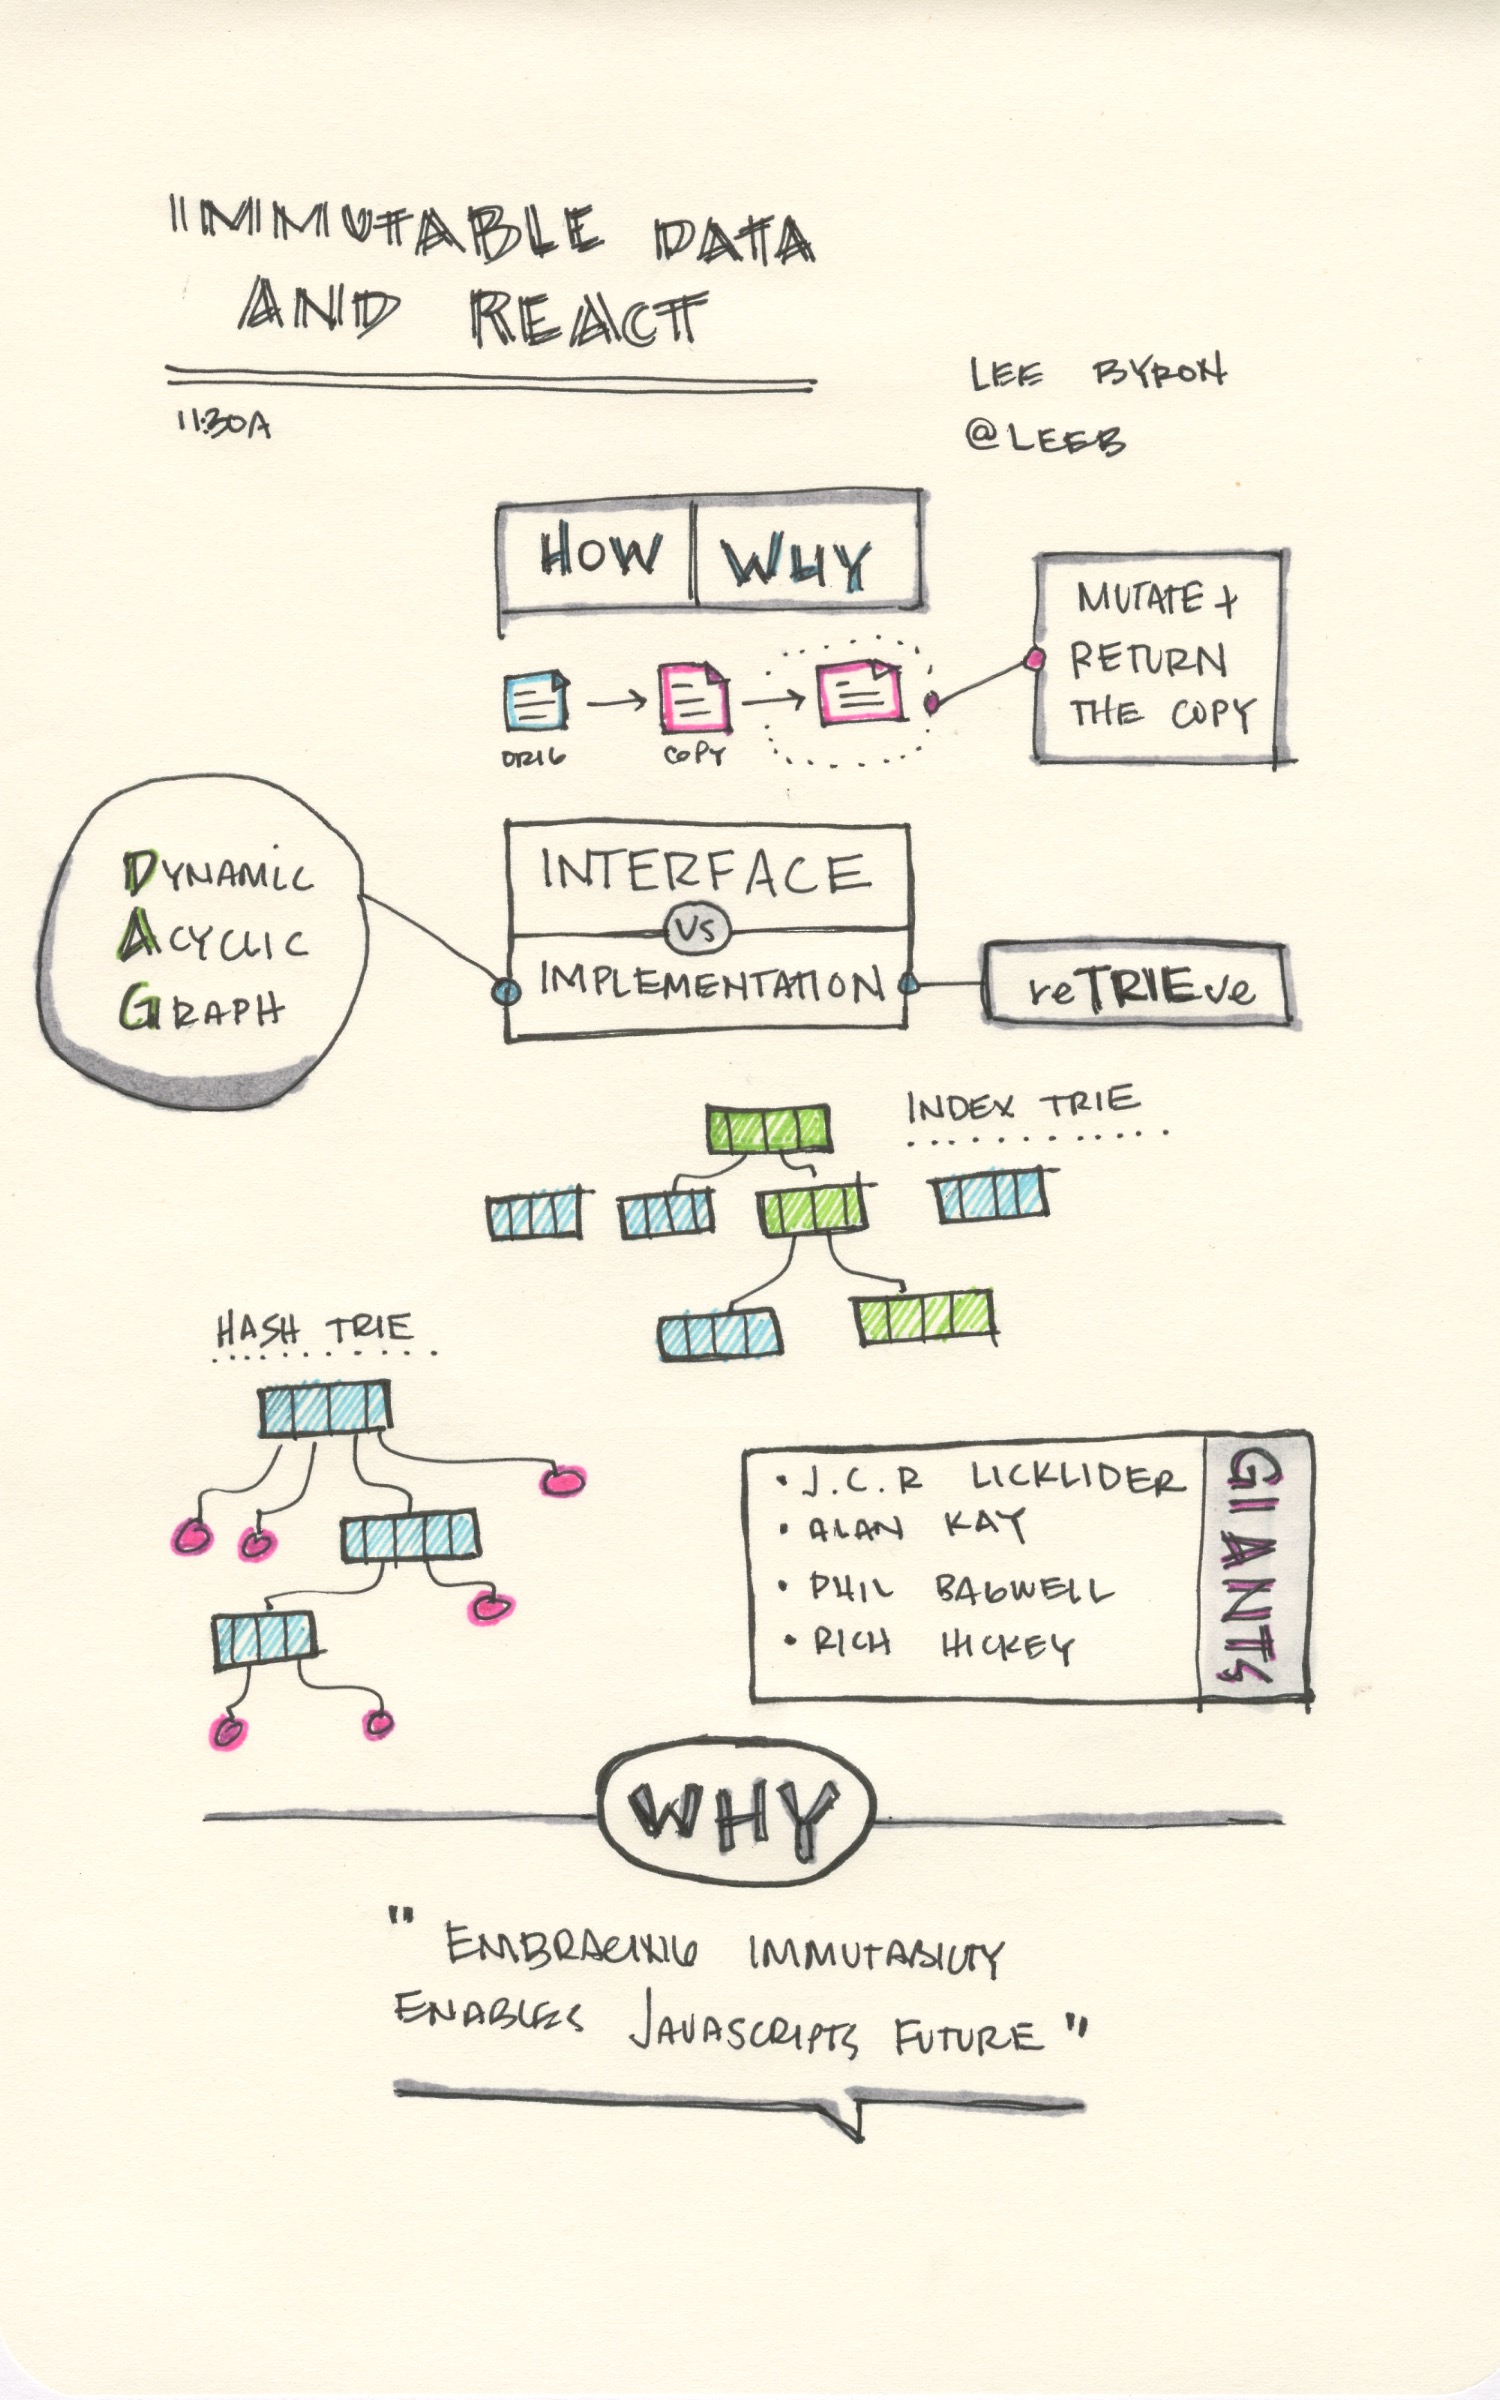 IMMUTABLE DATA
AND REACT
11:30A
LEE BYRON
@LEEB
HOW WHY
MUTATE +
RETURN
THE COPY
ORIG
COPY
DYNAMIC
ACYCLIC
GRAPH
INTERFACE
VS
IMPLEMENTATION
reTRIEve
INDEX TRIE
HASH TRIE
• J.C.R LICKLIDER
• ALAN KAY
• PHIL BAGWELL
• RICH HICKEY
GIANTS
WHY
" EMBRACING IMMUTABILITY
ENABLES JAVASCRIPTS FUTURE "